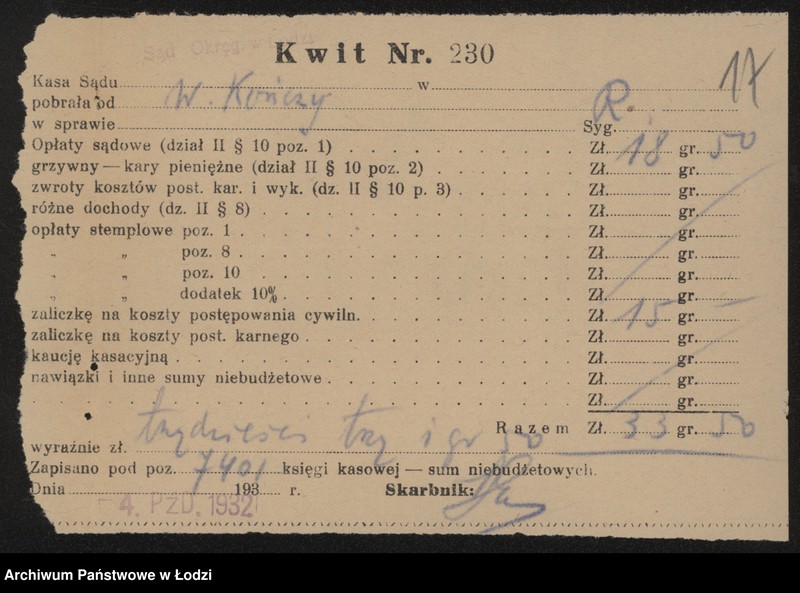 Sąd Okręg. w Łodzi
Kwit Nr. 230
17
Kasa Sądu w
pobrała od W. Kończy R.
w sprawie Syg.
Opłaty sądowe (dział II § 10 poz. 1) Zł. 18 gr. 50
grzywny — kary pieniężne (dział II § 10 poz. 2) Zł. gr.
zwroty kosztów post. kar. i wyk. (dz. II § 10 p. 3) Zł. gr.
różne dochody (dz. II § 8) Zł. gr.
opłaty stemplowe poz. 1 Zł. gr.
„ „ poz. 8 Zł. gr.
„ „ poz. 10 Zł. gr.
„ „ dodatek 10% Zł. gr.
zaliczkę na koszty postępowania cywiln. Zł. 15 gr. —
zaliczkę na koszty post. karnego Zł. gr.
kaucję kasacyjną Zł. gr.
nawiązki i inne sumy niebudżetowe Zł. gr.
Zł. gr.
Razem Zł. 33 gr. 50
wyraźnie zł. trzydzieści trzy i gr 50
Zapisano pod poz. 7401 księgi kasowej — sum niebudżetowych.
Dnia 193 r. Skarbnik:
- 4. PZD. 1932
Archiwum Państwowe w Łodzi